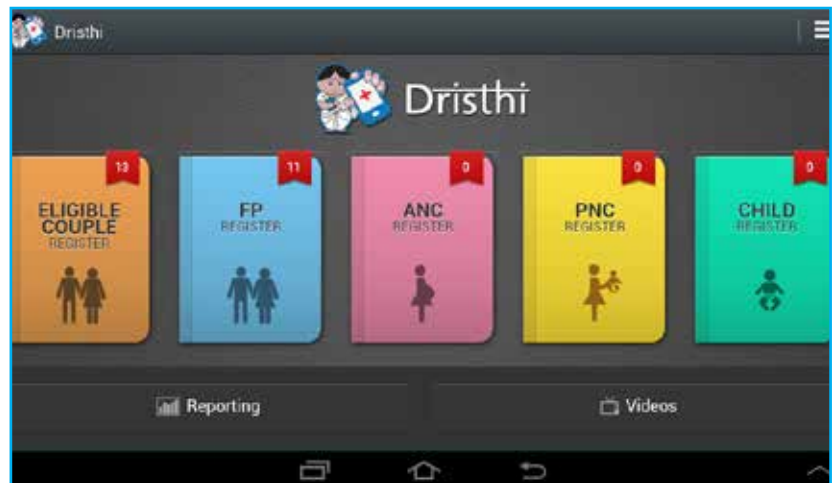 Dristhi
Dristhi
13
ELIGIBLE
COUPLE
REGISTER
11
FP
REGISTER
0
ANC
REGISTER
0
PNC
REGISTER
0
CHILD
REGISTER
Reporting
Videos